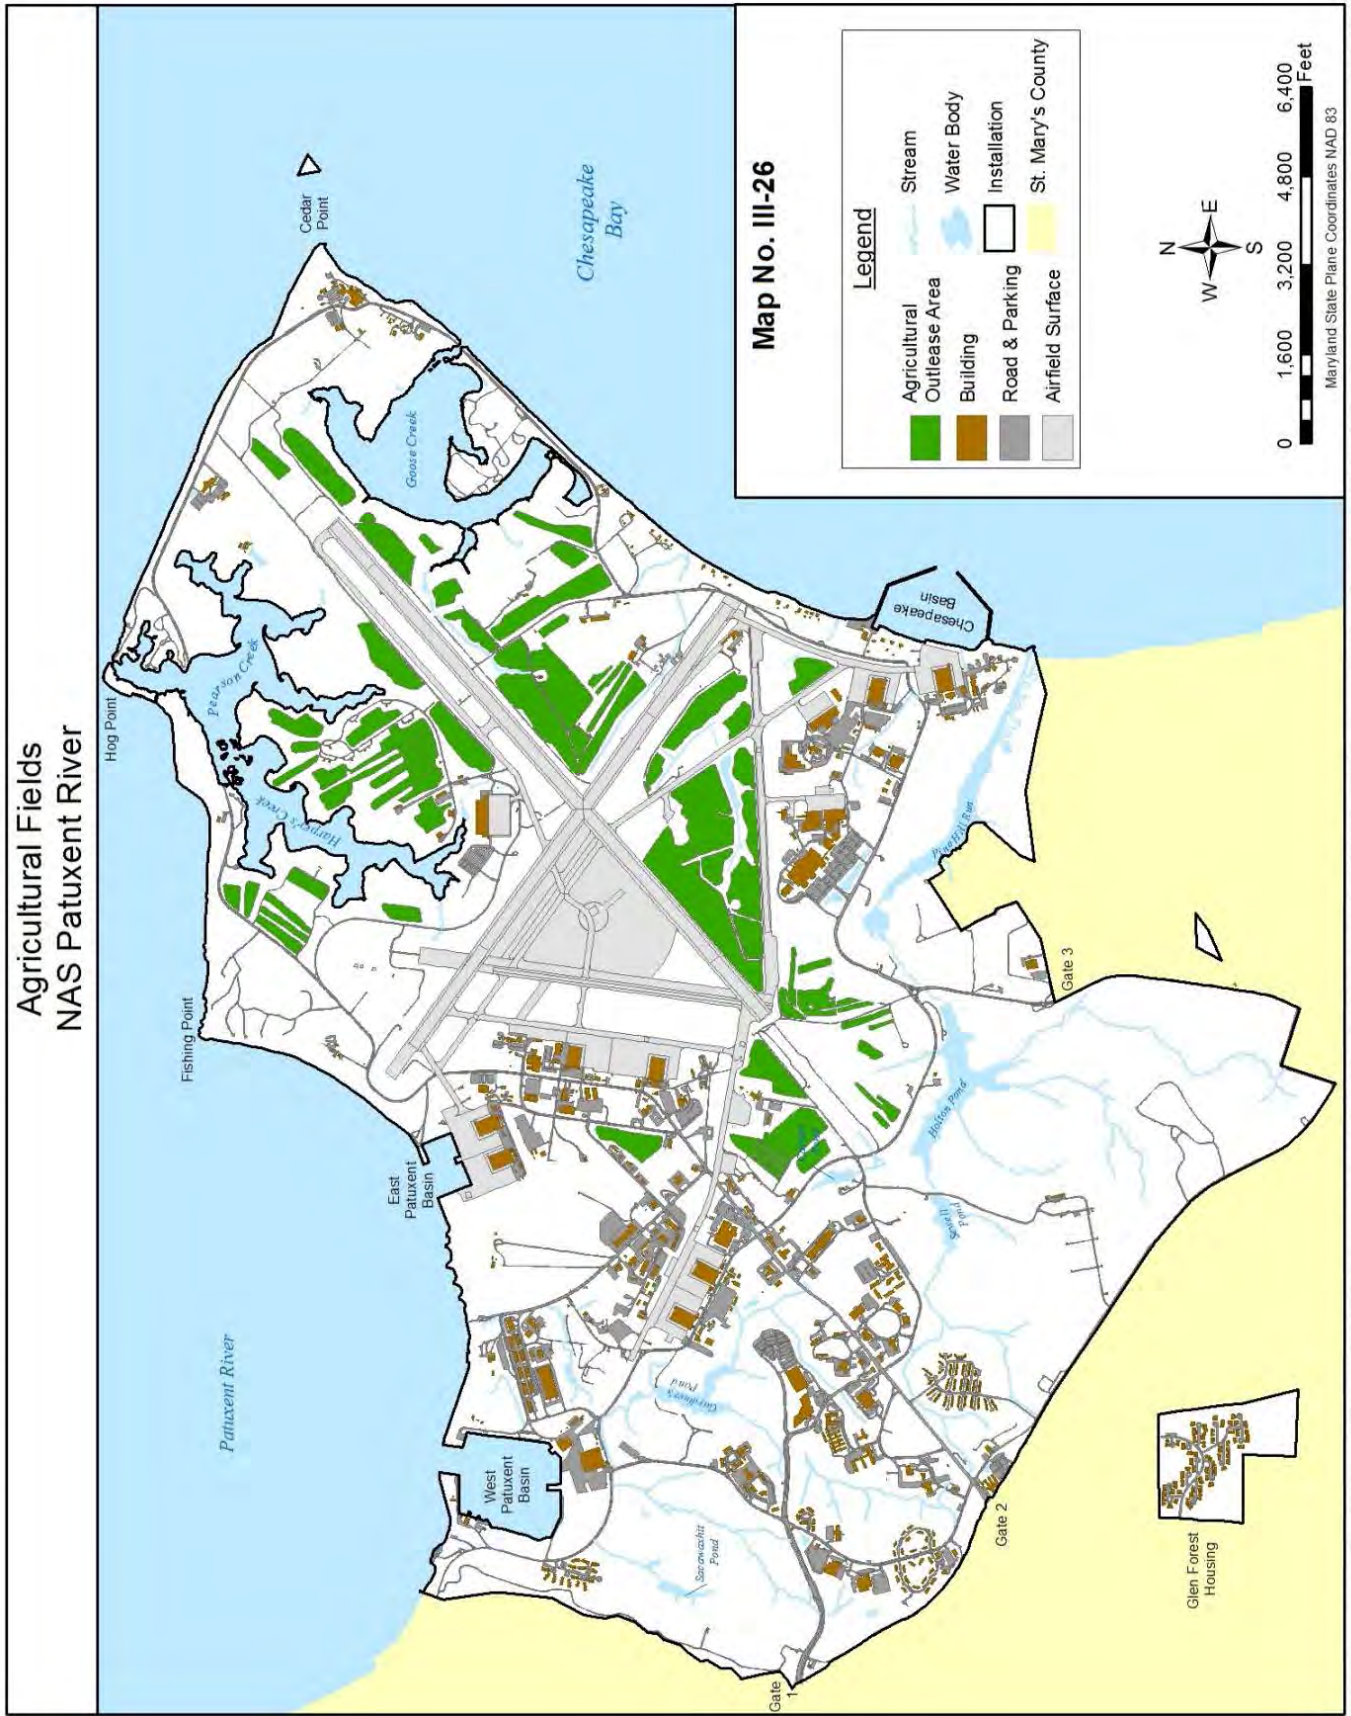 Agricultural Fields
NAS Patuxent River
Hog Point
Cedar
Point
Chesapeake
Bay
Pearson Creek
Goose Creek
Harper's Creek
Fishing Point
Patuxent River
East
Patuxent
Basin
West
Patuxent
Basin
Chesapeake
Basin
Pine Hill Run
Gate 3
Holton Pond
Sewell
Pond
Gardiner's
Pond
Gate 2
Gate
1
Glen Forest
Housing
Map No. III-26
Legend
Agricultural
Outlease Area
Building
Road & Parking
Airfield Surface
Stream
Water Body
Installation
St. Mary's County
N
W
E
S
0
1,600
3,200
4,800
6,400
Feet
Maryland State Plane Coordinates NAD 83